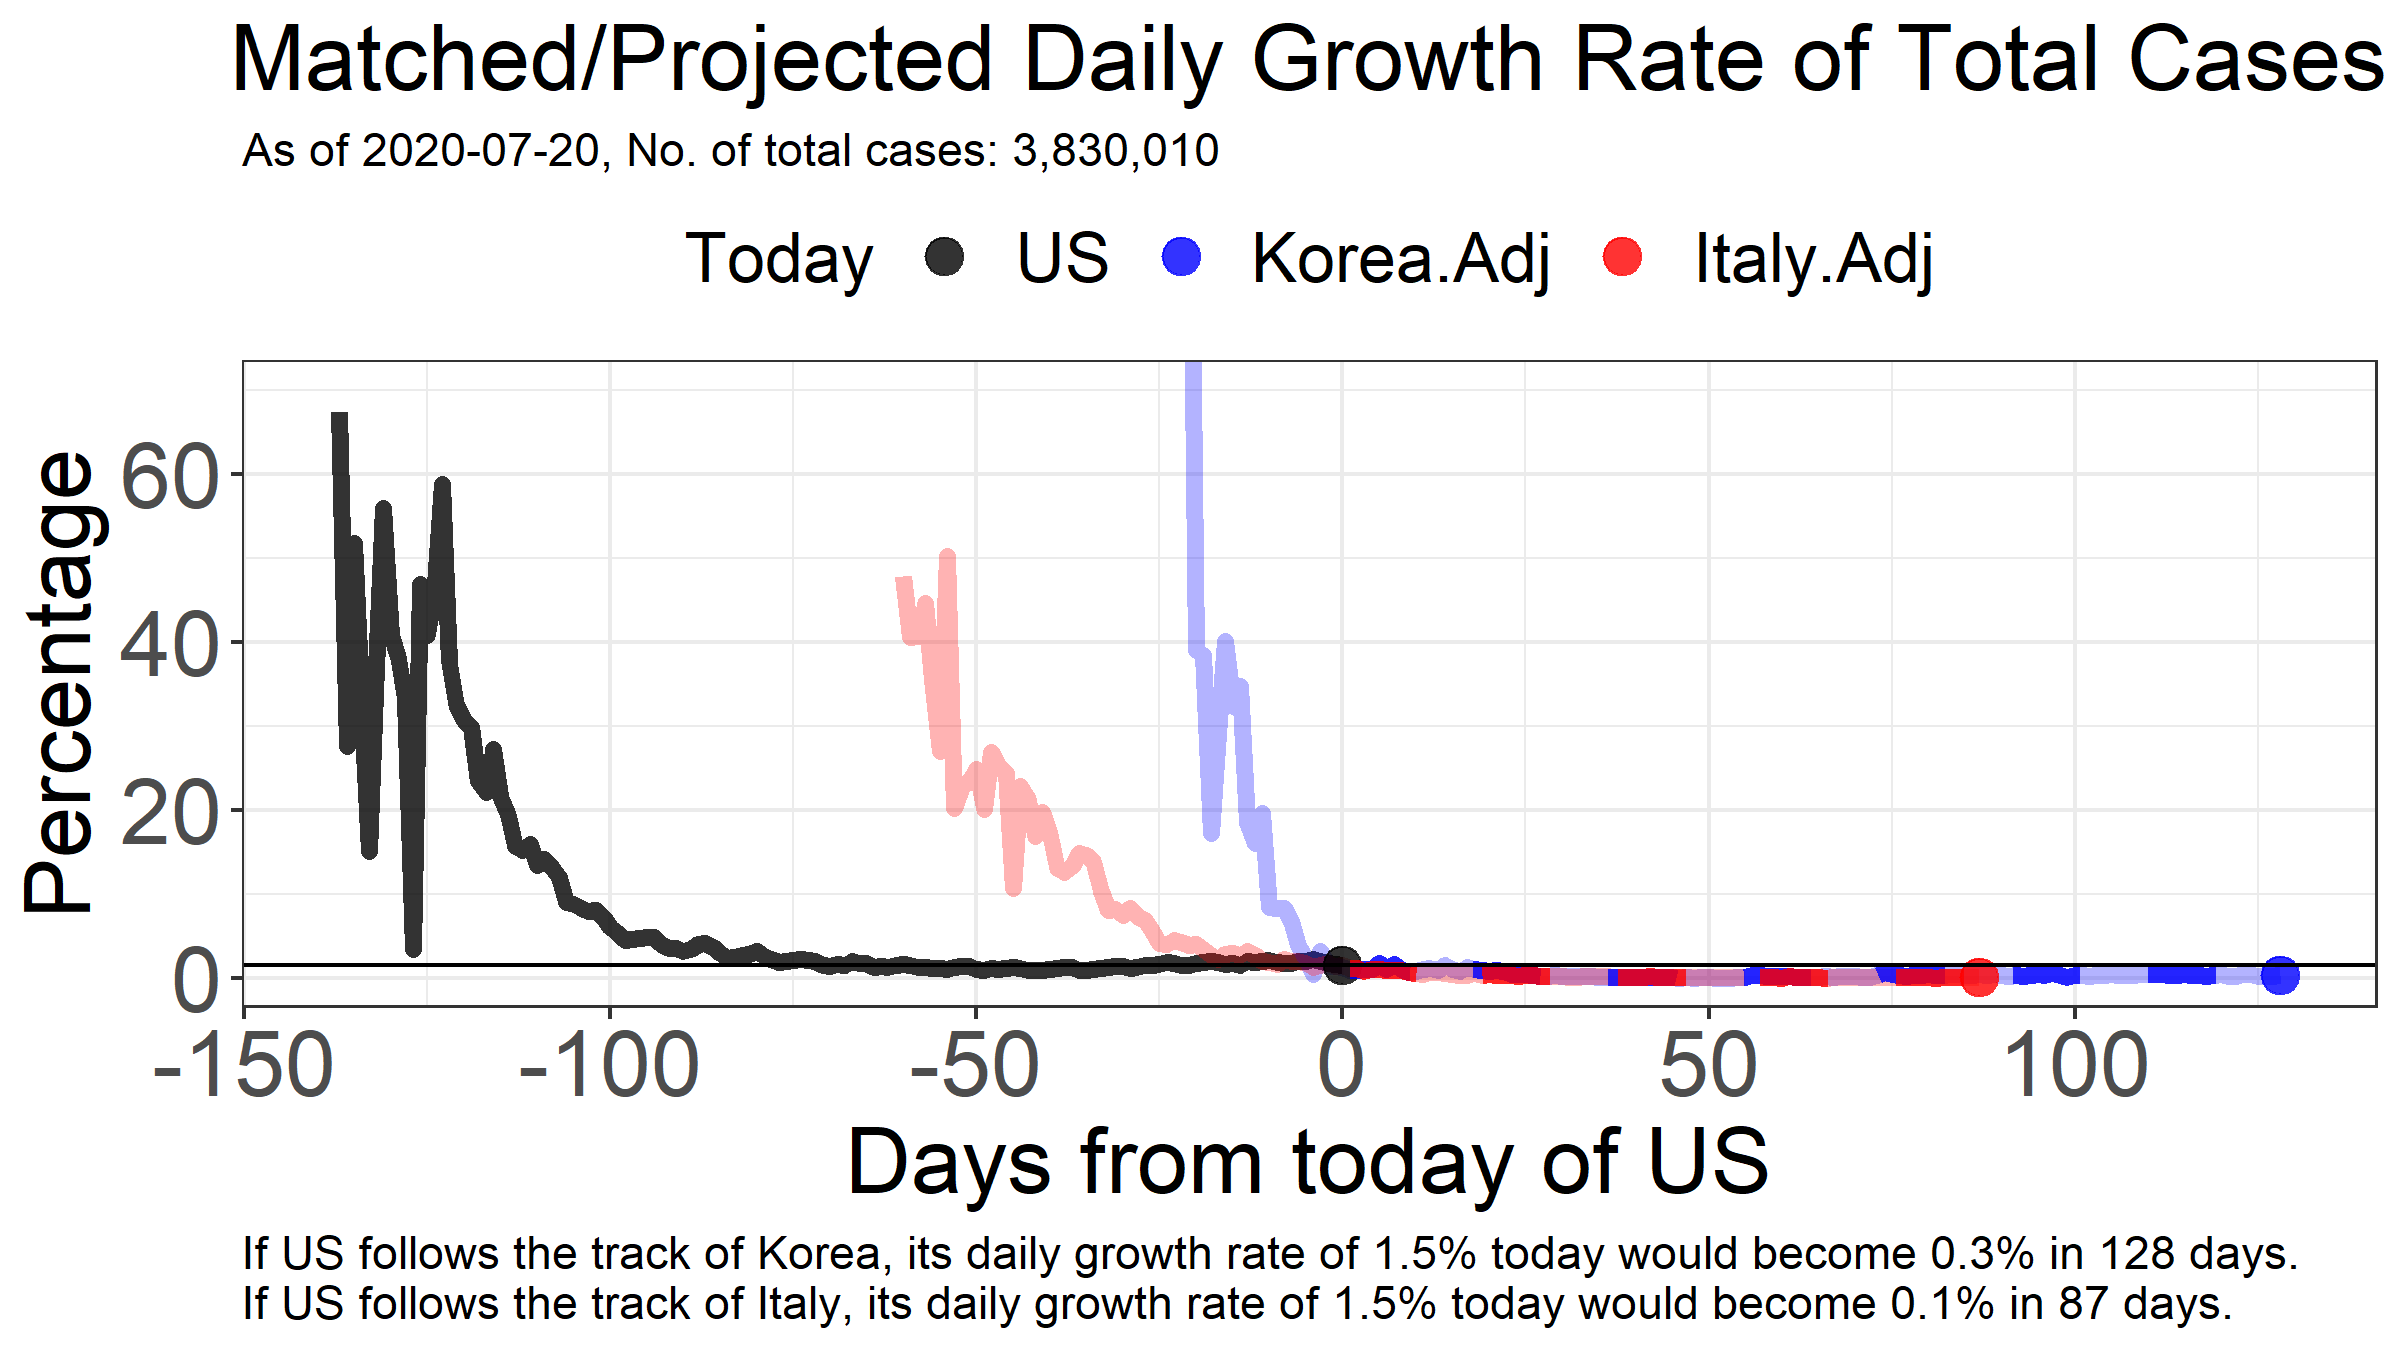 Matched/Projected Daily Growth Rate of Total Cases
As of 2020-07-20, No. of total cases: 3,830,010
Today US Korea.Adj Italy.Adj
Percentage
60
40
20
0
-150 -100 -50 0 50 100
Days from today of US
If US follows the track of Korea, its daily growth rate of 1.5% today would become 0.3% in 128 days.
If US follows the track of Italy, its daily growth rate of 1.5% today would become 0.1% in 87 days.